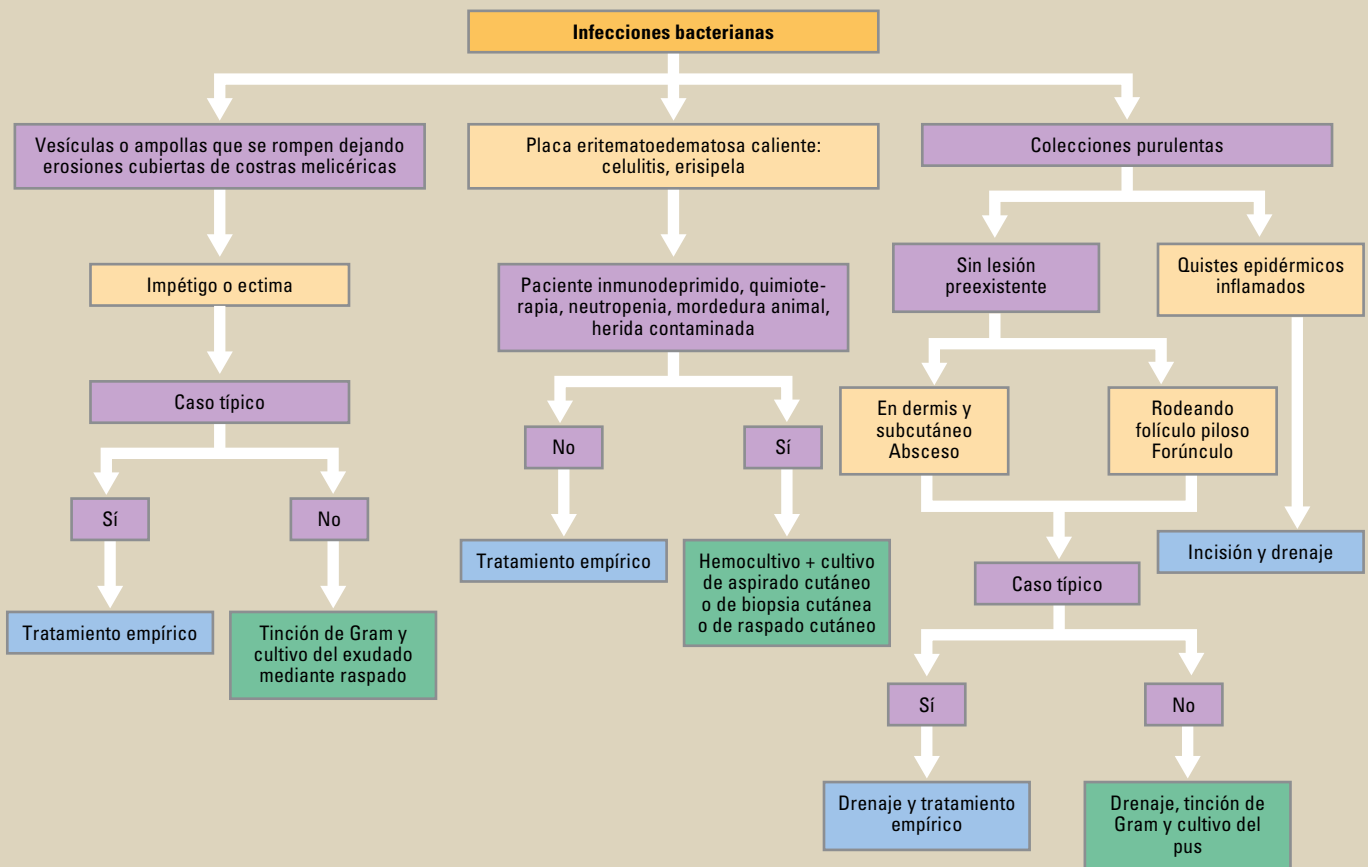 Infecciones bacterianas
Vesículas o ampollas que se rompen dejando
erosiones cubiertas de costras melicéricas
Impétigo o ectima
Caso típico
Sí
No
Tratamiento empírico
Tinción de Gram y
cultivo del exudado
mediante raspado
Placa eritematoedematosa caliente:
celulitis, erisipela
Paciente inmunodeprimido, quimiote-
rapia, neutropenia, mordedura animal,
herida contaminada
No
Sí
Tratamiento empírico
Hemocultivo + cultivo
de aspirado cutáneo
o de biopsia cutánea
o de raspado cutáneo
Colecciones purulentas
Sin lesión
preexistente
Quistes epidérmicos
inflamados
En dermis y
subcutáneo
Absceso
Rodeando
folículo piloso
Forúnculo
Incisión y drenaje
Caso típico
Sí
No
Drenaje y tratamiento
empírico
Drenaje, tinción de
Gram y cultivo del
pus